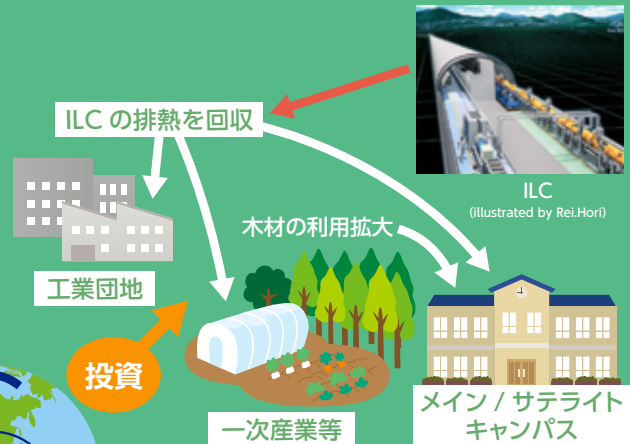 ILC の排熱を回収
ILC
(illustrated by Rei.Hori)
木材の利用拡大
工業団地
投資
一次産業等
メイン / サテライト
キャンパス